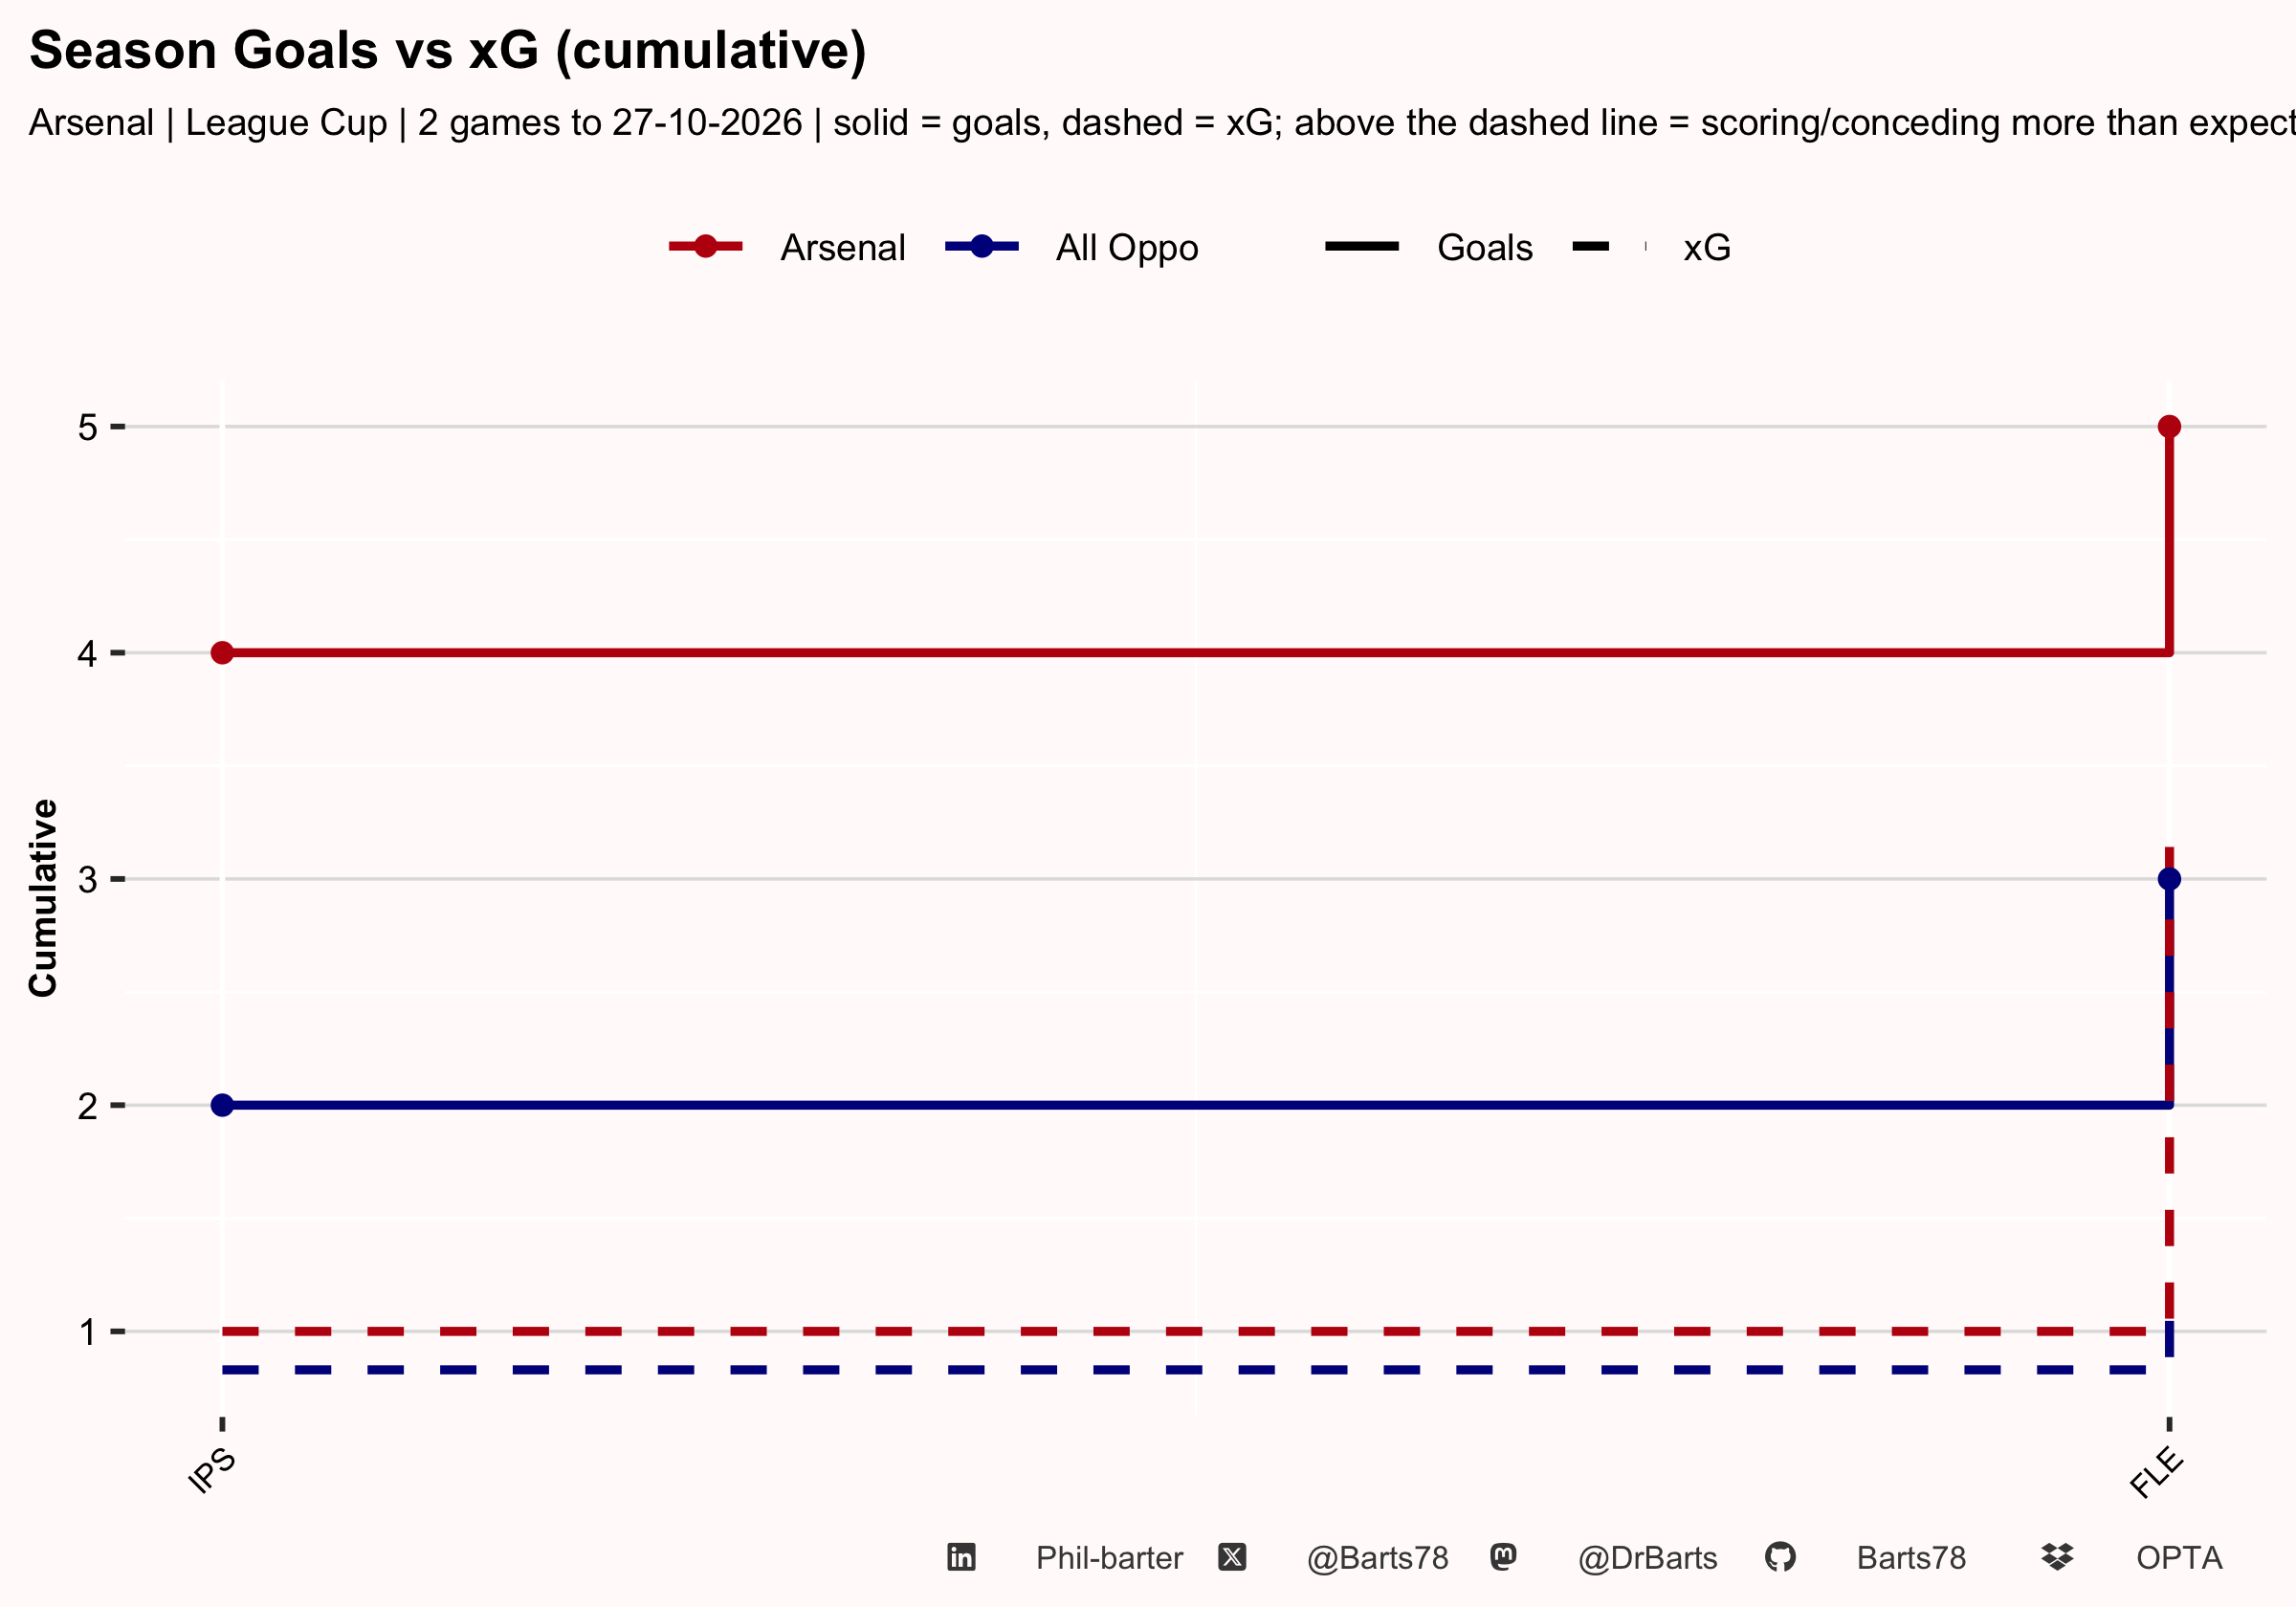 Season Goals vs xG (cumulative)
Arsenal | League Cup | 2 games to 27-10-2026 | solid = goals, dashed = xG; above the dashed line = scoring/conceding more than expect
Arsenal All Oppo Goals xG
5
4
3
2
1
Cumulative
IPS FLE
Phil-barter @Barts78 @DrBarts Barts78 OPTA